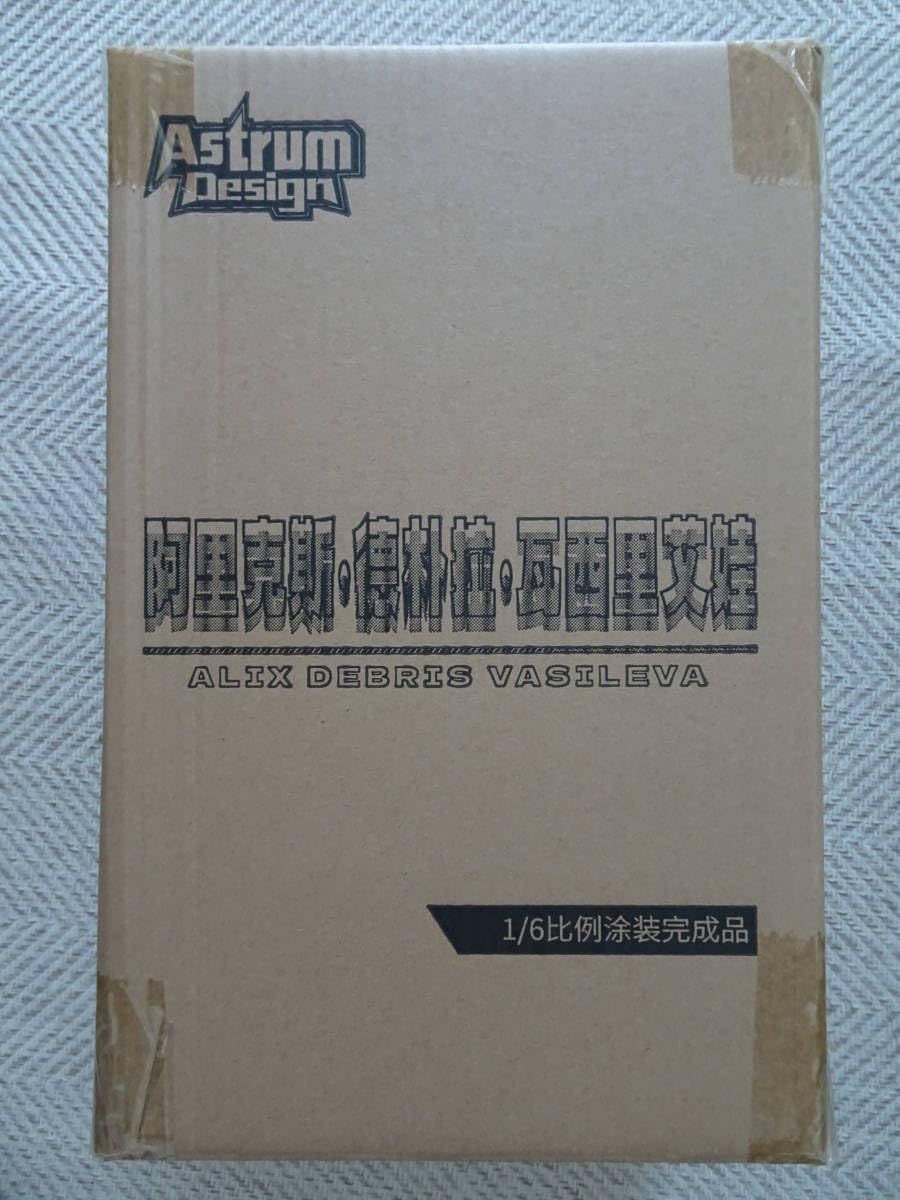 Astrum
Design
阿里克斯·德朴拉·瓦西里艾娃
ALIX DEBRIS VASILEVA
1/6比例涂装完成品